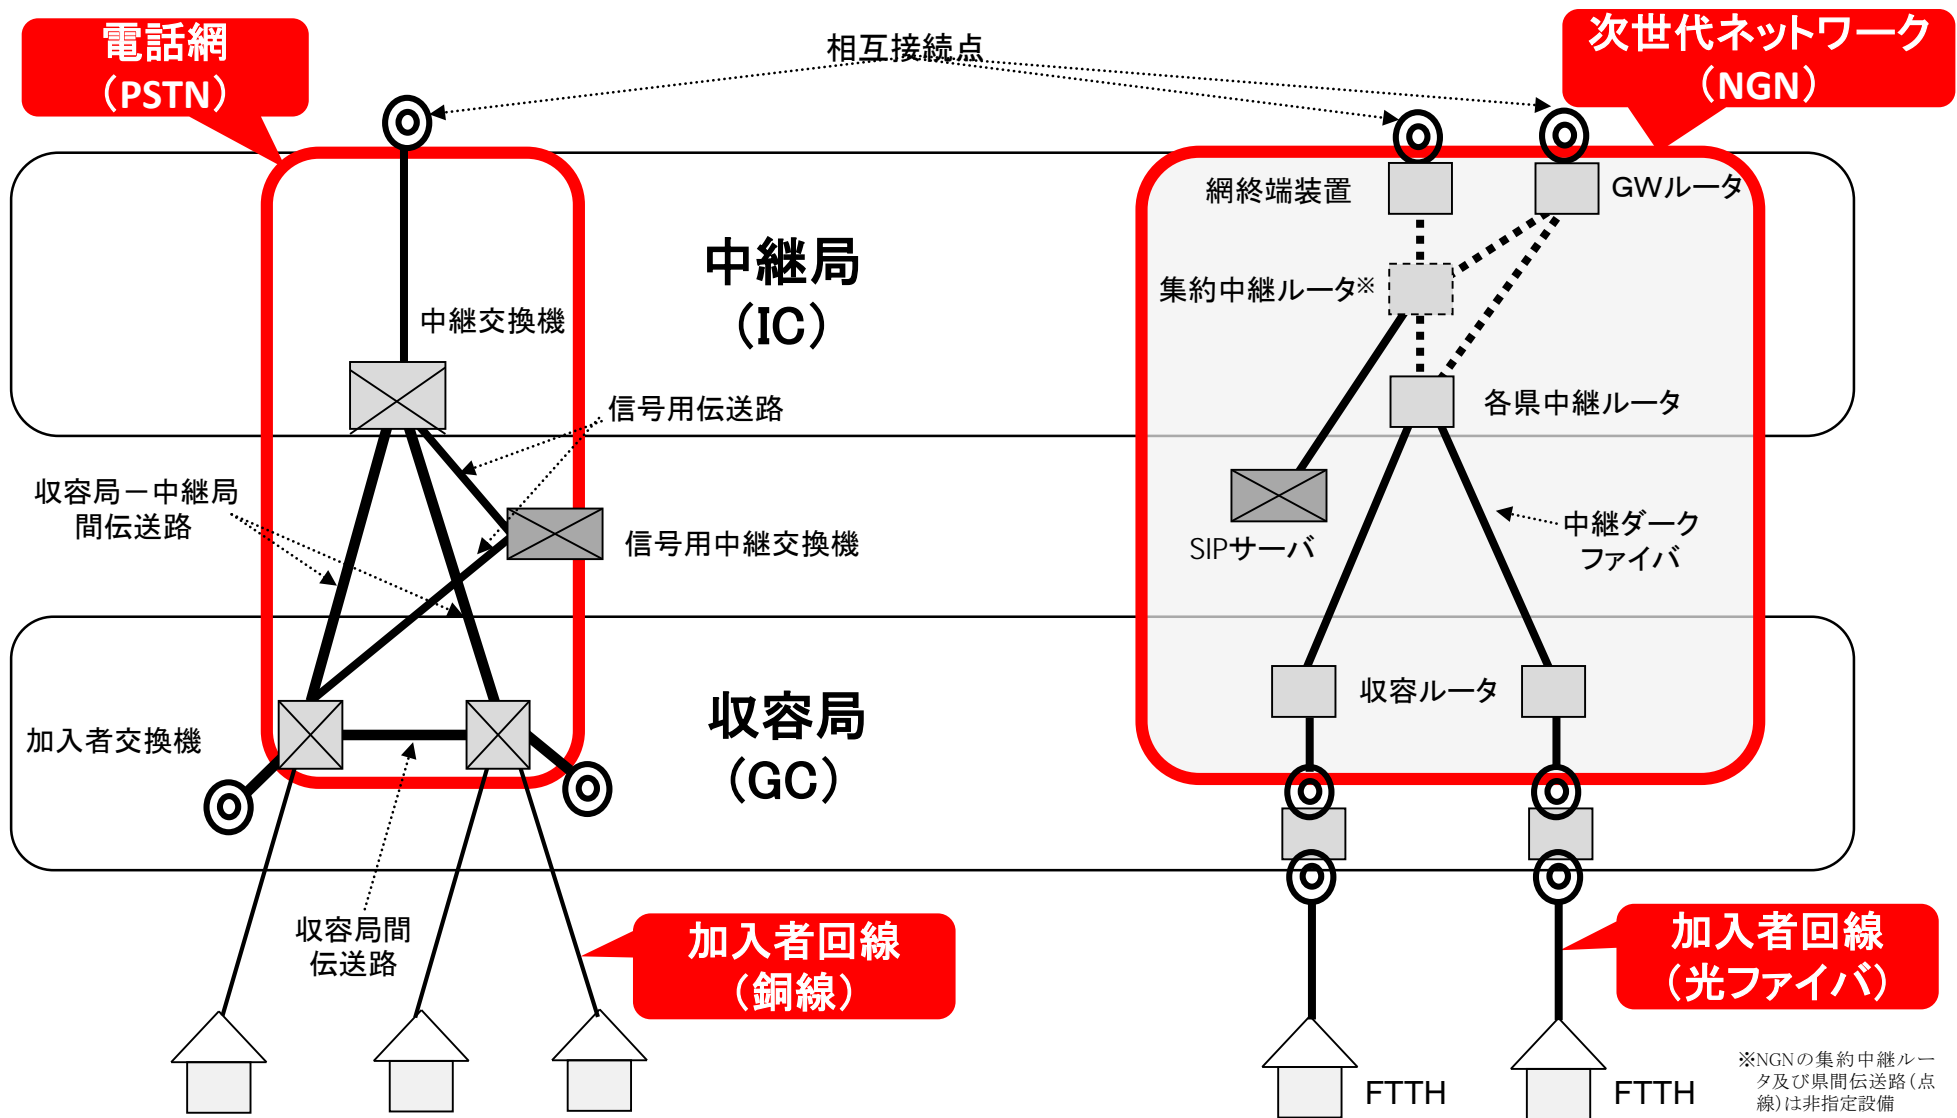 電話網
（PSTN）
相互接続点
次世代ネットワーク
（NGN）
網終端装置
GWルータ
中継局
（IC）
集約中継ルータ※
中継交換機
信号用伝送路
各県中継ルータ
収容局－中継局
間伝送路
信号用中継交換機
SIPサーバ
中継ダーク
ファイバ
収容局
（GC）
収容ルータ
加入者交換機
収容局間
伝送路
加入者回線
（銅線）
加入者回線
（光ファイバ）
FTTH
FTTH
※NGNの集約中継ルー
タ及び県間伝送路（点
線）は非指定設備